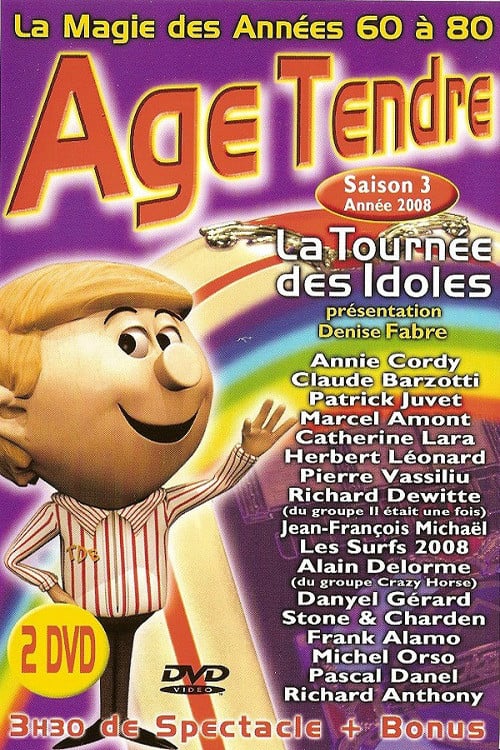 La Magie des Années 60 à 80
Age Tendre
Saison 3
Année 2008
La Tournée
des Idoles
présentation
Denise Fabre
Annie Cordy
Claude Barzotti
Patrick Juvet
Marcel Amont
Catherine Lara
Herbert Léonard
Pierre Vassiliu
Richard Dewitte
(du groupe Il était une fois)
Jean-François Michaël
Les Surfs 2008
Alain Delorme
(du groupe Crazy Horse)
Danyel Gérard
Stone & Charden
Frank Alamo
Michel Orso
Pascal Danel
Richard Anthony
TDB
2 DVD
DVD
VIDEO
3H30 de Spectacle + Bonus